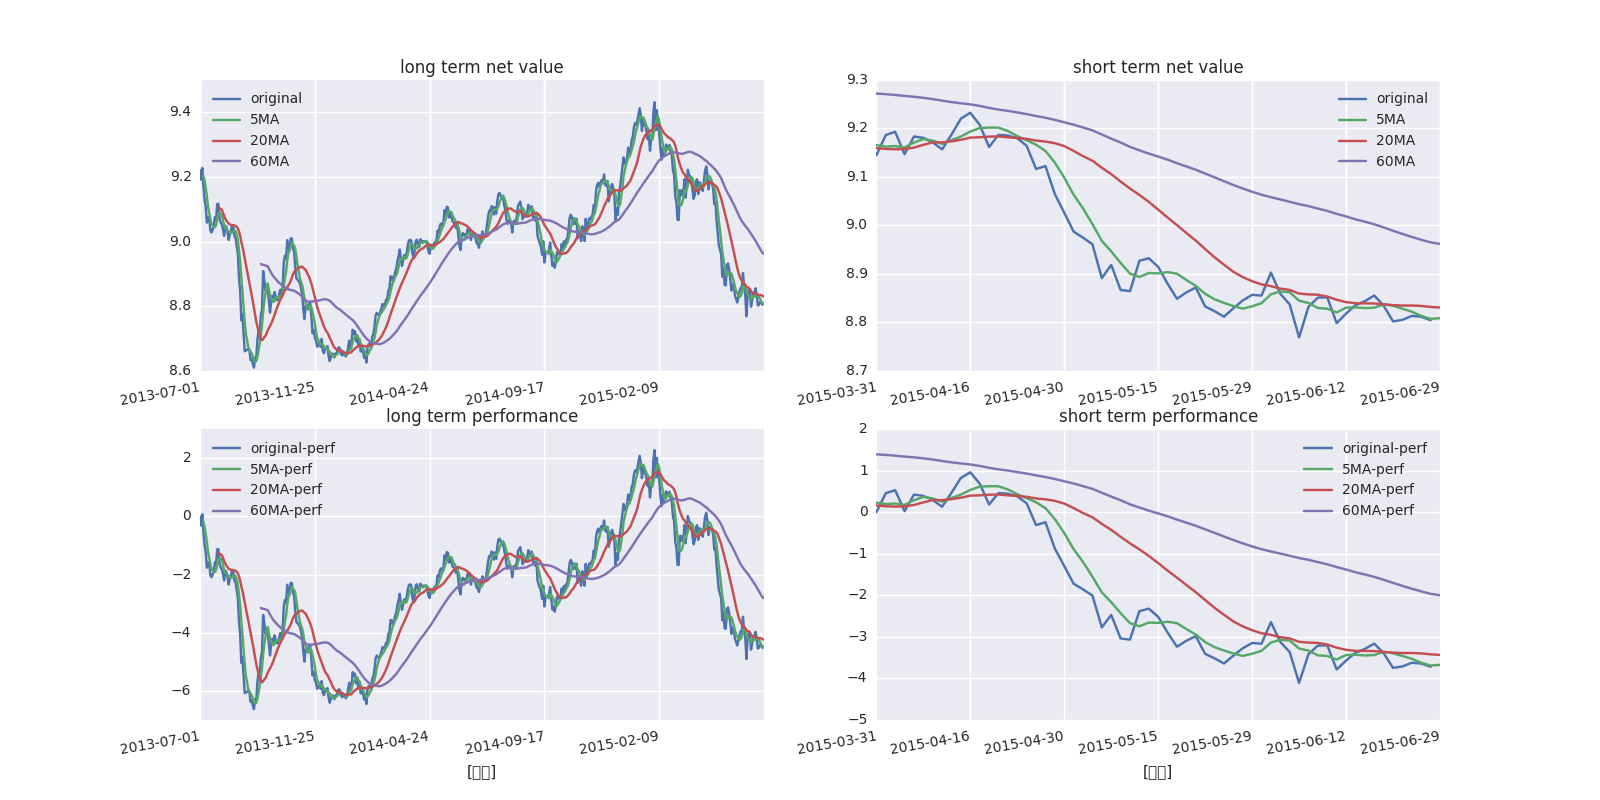 long term net value
9.4
9.2
9.0
8.8
8.6
original
5MA
20MA
60MA
2013-07-01
2013-11-25
2014-04-24
2014-09-17
2015-02-09
short term net value
9.3
9.2
9.1
9.0
8.9
8.8
8.7
original
5MA
20MA
60MA
2015-03-31
2015-04-16
2015-04-30
2015-05-15
2015-05-29
2015-06-12
2015-06-29
long term performance
2
0
−2
−4
−6
original-perf
5MA-perf
20MA-perf
60MA-perf
2013-07-01
2013-11-25
2014-04-24
2014-09-17
2015-02-09
short term performance
2
1
0
−1
−2
−3
−4
−5
original-perf
5MA-perf
20MA-perf
60MA-perf
2015-03-31
2015-04-16
2015-04-30
2015-05-15
2015-05-29
2015-06-12
2015-06-29